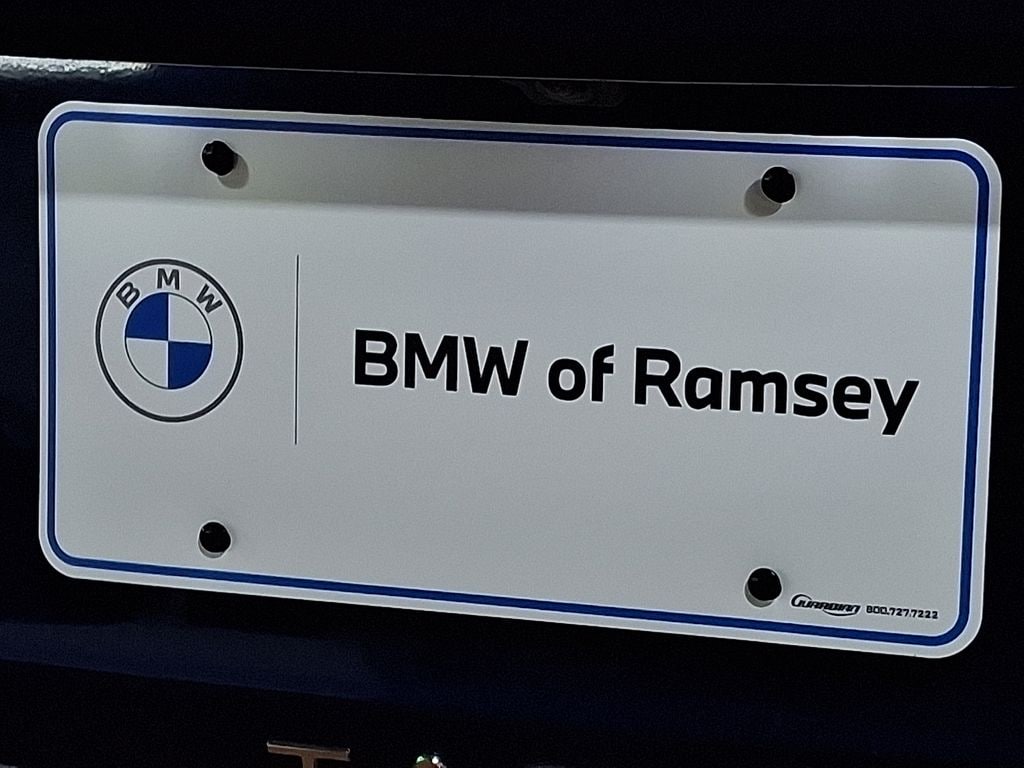 BMW
BMW of Ramsey
GUARDIAN 800.727.7222